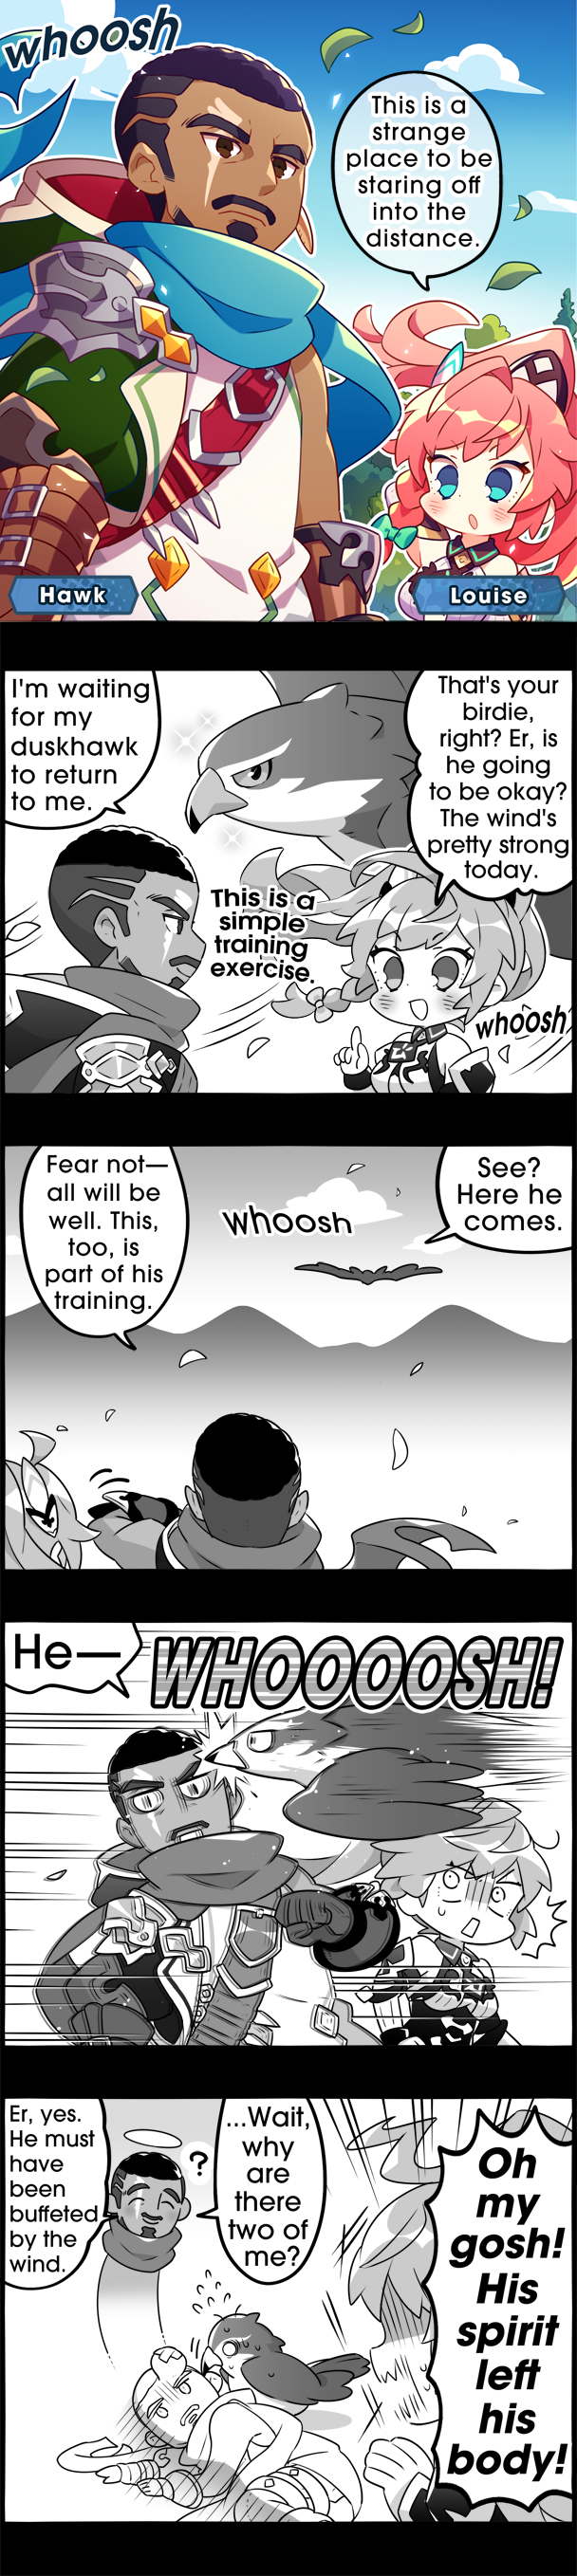 whoosh
This is a
strange
place to be
staring off
into the
distance.
Hawk
Louise
I'm waiting
for my
duskhawk
to return
to me.
That's your
birdie,
right? Er, is
he going
to be okay?
The wind's
pretty strong
today.
This is a
simple
training
exercise.
whoosh
Fear not—
all will be
well. This,
too, is
part of his
training.
whoosh
See?
Here he
comes.
He—
WHOOOOSH!
Er, yes.
He must
have
been
buffeted
by the
wind.
?
...Wait,
why
are
there
two of
me?
Oh
my
gosh!
His
spirit
left
his
body!